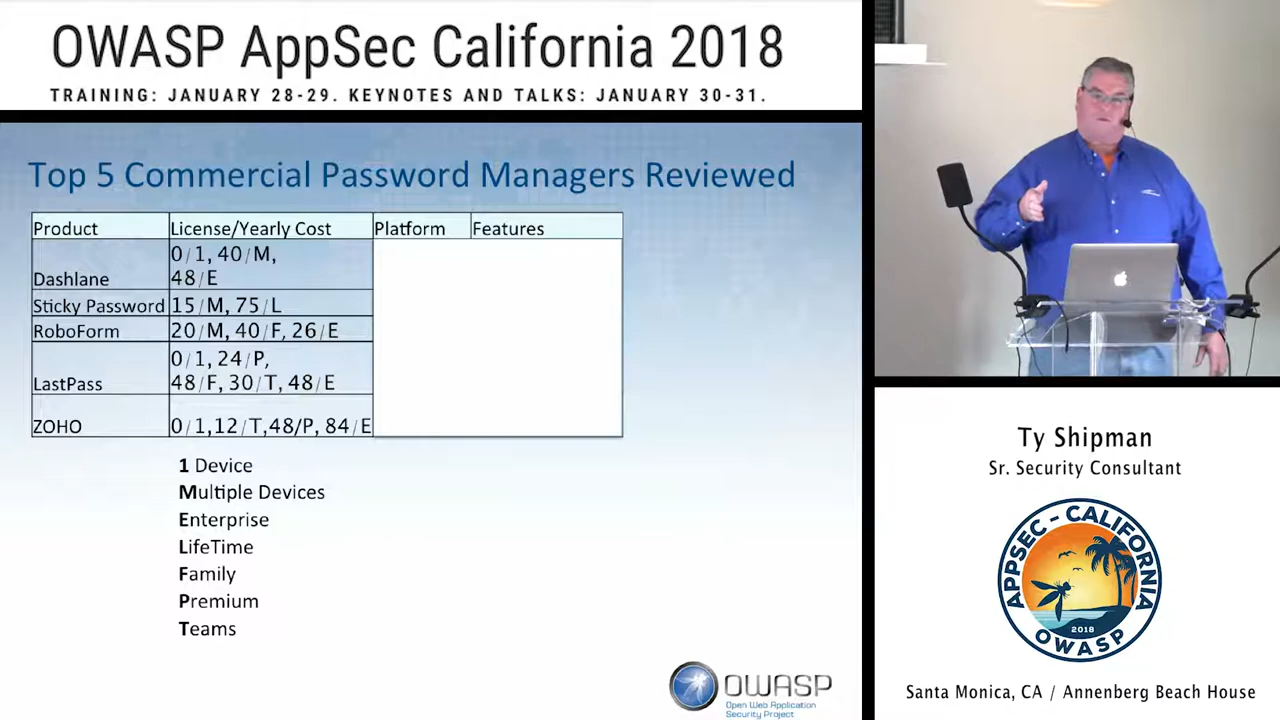 OWASP AppSec California 2018
TRAINING: JANUARY 28-29. KEYNOTES AND TALKS: JANUARY 30-31.
Top 5 Commercial Password Managers Reviewed
Product License/Yearly Cost Platform Features
0/1, 40/M,
Dashlane 48/E
Sticky Password 15/M, 75/L
RoboForm 20/M, 40/F, 26/E
0/1, 24/P,
LastPass 48/F, 30/T, 48/E
ZOHO 0/1,12/T,48/P, 84/E
1 Device
Multiple Devices
Enterprise
LifeTime
Family
Premium
Teams
OWASP
Open Web Application
Security Project
Ty Shipman
Sr. Security Consultant
APPSEC - CALIFORNIA
2018
OWASP
Santa Monica, CA / Annenberg Beach House